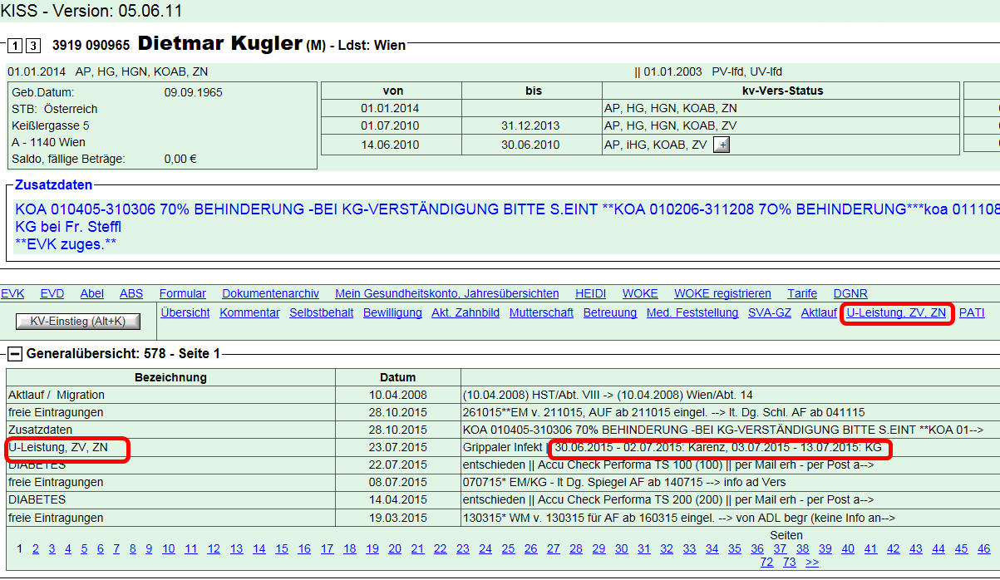 KISS - Version: 05.06.11
1 3 3919 090965 Dietmar Kugler (M) - Ldst: Wien
01.01.2014 AP, HG, HGN, KOAB, ZN || 01.01.2003 PV-lfd, UV-lfd
Geb.Datum: 09.09.1965
STB: Österreich
Keißlergasse 5
A - 1140 Wien
Saldo, fällige Beträge: 0,00 €
von bis kv-Vers-Status
01.01.2014 AP, HG, HGN, KOAB, ZN
01.07.2010 31.12.2013 AP, HG, HGN, KOAB, ZV
14.06.2010 30.06.2010 AP, iHG, KOAB, ZV +
Zusatzdaten
KOA 010405-310306 70% BEHINDERUNG -BEI KG-VERSTÄNDIGUNG BITTE S.EINT **KOA 010206-311208 7O% BEHINDERUNG***koa 011108
KG bei Fr. Steffl
**EVK zuges.**
EVK EVD Abel ABS Formular Dokumentenarchiv Mein Gesundheitskonto, Jahresübersichten HEIDI WOKE WOKE registrieren Tarife DGNR
KV-Einstieg (Alt+K) Übersicht Kommentar Selbstbehalt Bewilligung Akt. Zahnbild Mutterschaft Betreuung Med. Feststellung SVA-GZ Aktlauf U-Leistung, ZV, ZN PATI
Generalübersicht: 578 - Seite 1
Bezeichnung Datum
Aktlauf / Migration 10.04.2008 (10.04.2008) HST/Abt. VIII -> (10.04.2008) Wien/Abt. 14
freie Eintragungen 28.10.2015 261015**EM v. 211015, AUF ab 211015 eingel. --> lt. Dg. Schl. AF ab 041115
Zusatzdaten 28.10.2015 KOA 010405-310306 70% BEHINDERUNG -BEI KG-VERSTÄNDIGUNG BITTE S.EINT **KOA 01-->
U-Leistung, ZV, ZN 23.07.2015 Grippaler Infekt | 30.06.2015 - 02.07.2015: Karenz, 03.07.2015 - 13.07.2015: KG
DIABETES 22.07.2015 entschieden || Accu Check Performa TS 100 (100) || per Mail erh - per Post a-->
freie Eintragungen 08.07.2015 070715* EM/KG - lt Dg. Spiegel AF ab 140715 --> info ad Vers
DIABETES 14.04.2015 entschieden || Accu Check Performa TS 200 (200) || per Mail erh - per Post a-->
freie Eintragungen 19.03.2015 130315* WM v. 130315 für AF ab 160315 eingel. --> von ADL begr (keine Info an-->
Seiten
1 2 3 4 5 6 7 8 9 10 11 12 13 14 15 16 17 18 19 20 21 22 23 24 25 26 27 28 29 30 31 32 33 34 35 36 37 38 39 40 41 42 43 44 45 46
72 73 >>